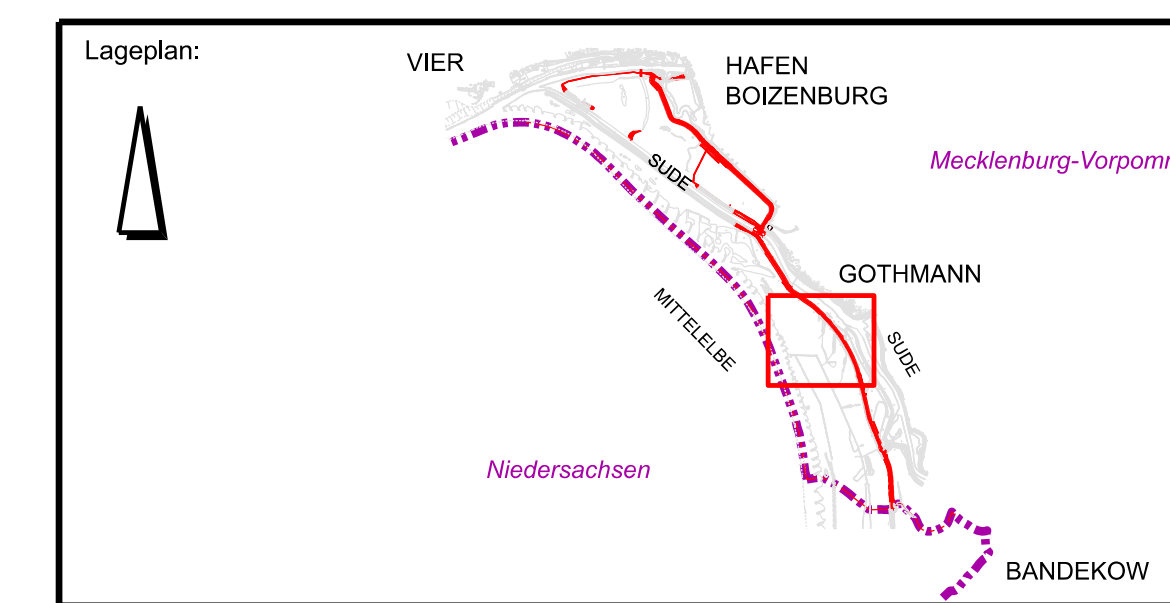 Lageplan:
VIER
HAFEN
BOIZENBURG
Mecklenburg-Vorpomm
SUDE
GOTHMANN
MITTELELBE
SUDE
Niedersachsen
BANDEKOW